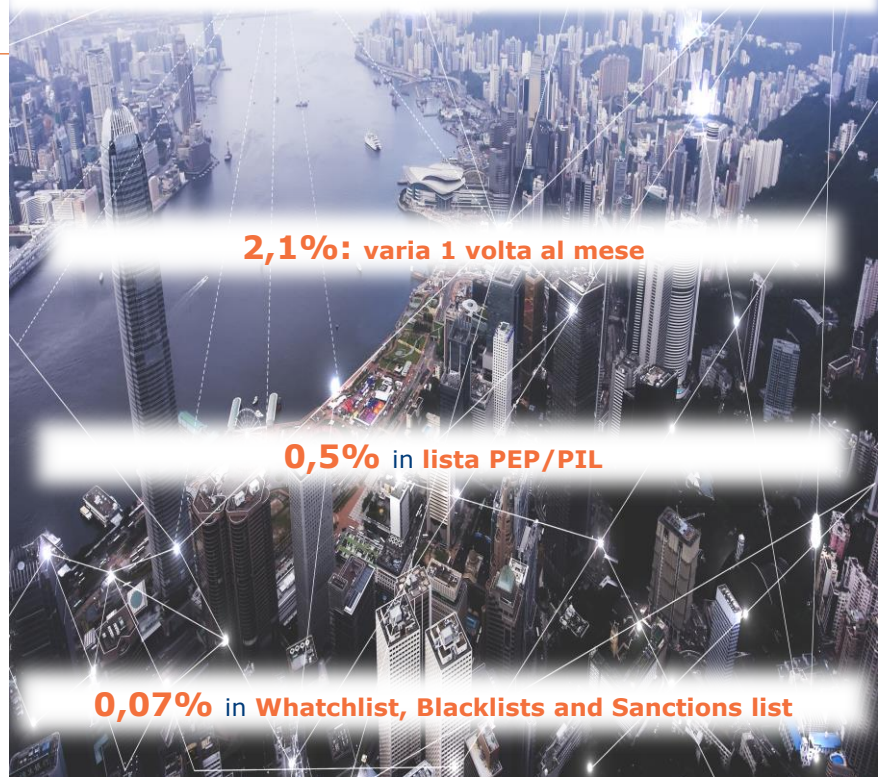 2,1%: varia 1 volta al mese
0,5% in lista PEP/PIL
0,07% in Whatchlist, Blacklists and Sanctions list